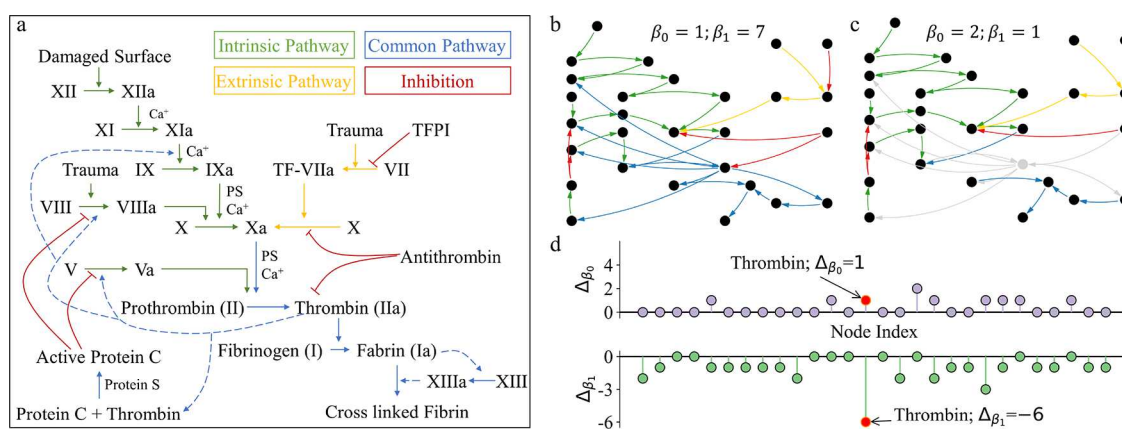 a
Intrinsic Pathway
Common Pathway
Extrinsic Pathway
Inhibition
Damaged Surface
XII
XIIa
Ca⁺
XI
XIa
Ca⁺
Trauma
TFPI
Trauma
IX
IXa
TF-VIIa
VII
PS
Ca⁺
VIII
VIIIa
X
Xa
X
PS
Ca⁺
Antithrombin
V
Va
Prothrombin (II)
Thrombin (IIa)
Active Protein C
Fibrinogen (I)
Fabrin (Ia)
Protein S
XIIIa
XIII
Protein C + Thrombin
Cross linked Fibrin
b
β₀ = 1; β₁ = 7
c
β₀ = 2; β₁ = 1
d
Δβ₀
4
2
0
Thrombin; Δβ₀=1
Node Index
Δβ₁
0
-3
-6
Thrombin; Δβ₁=−6